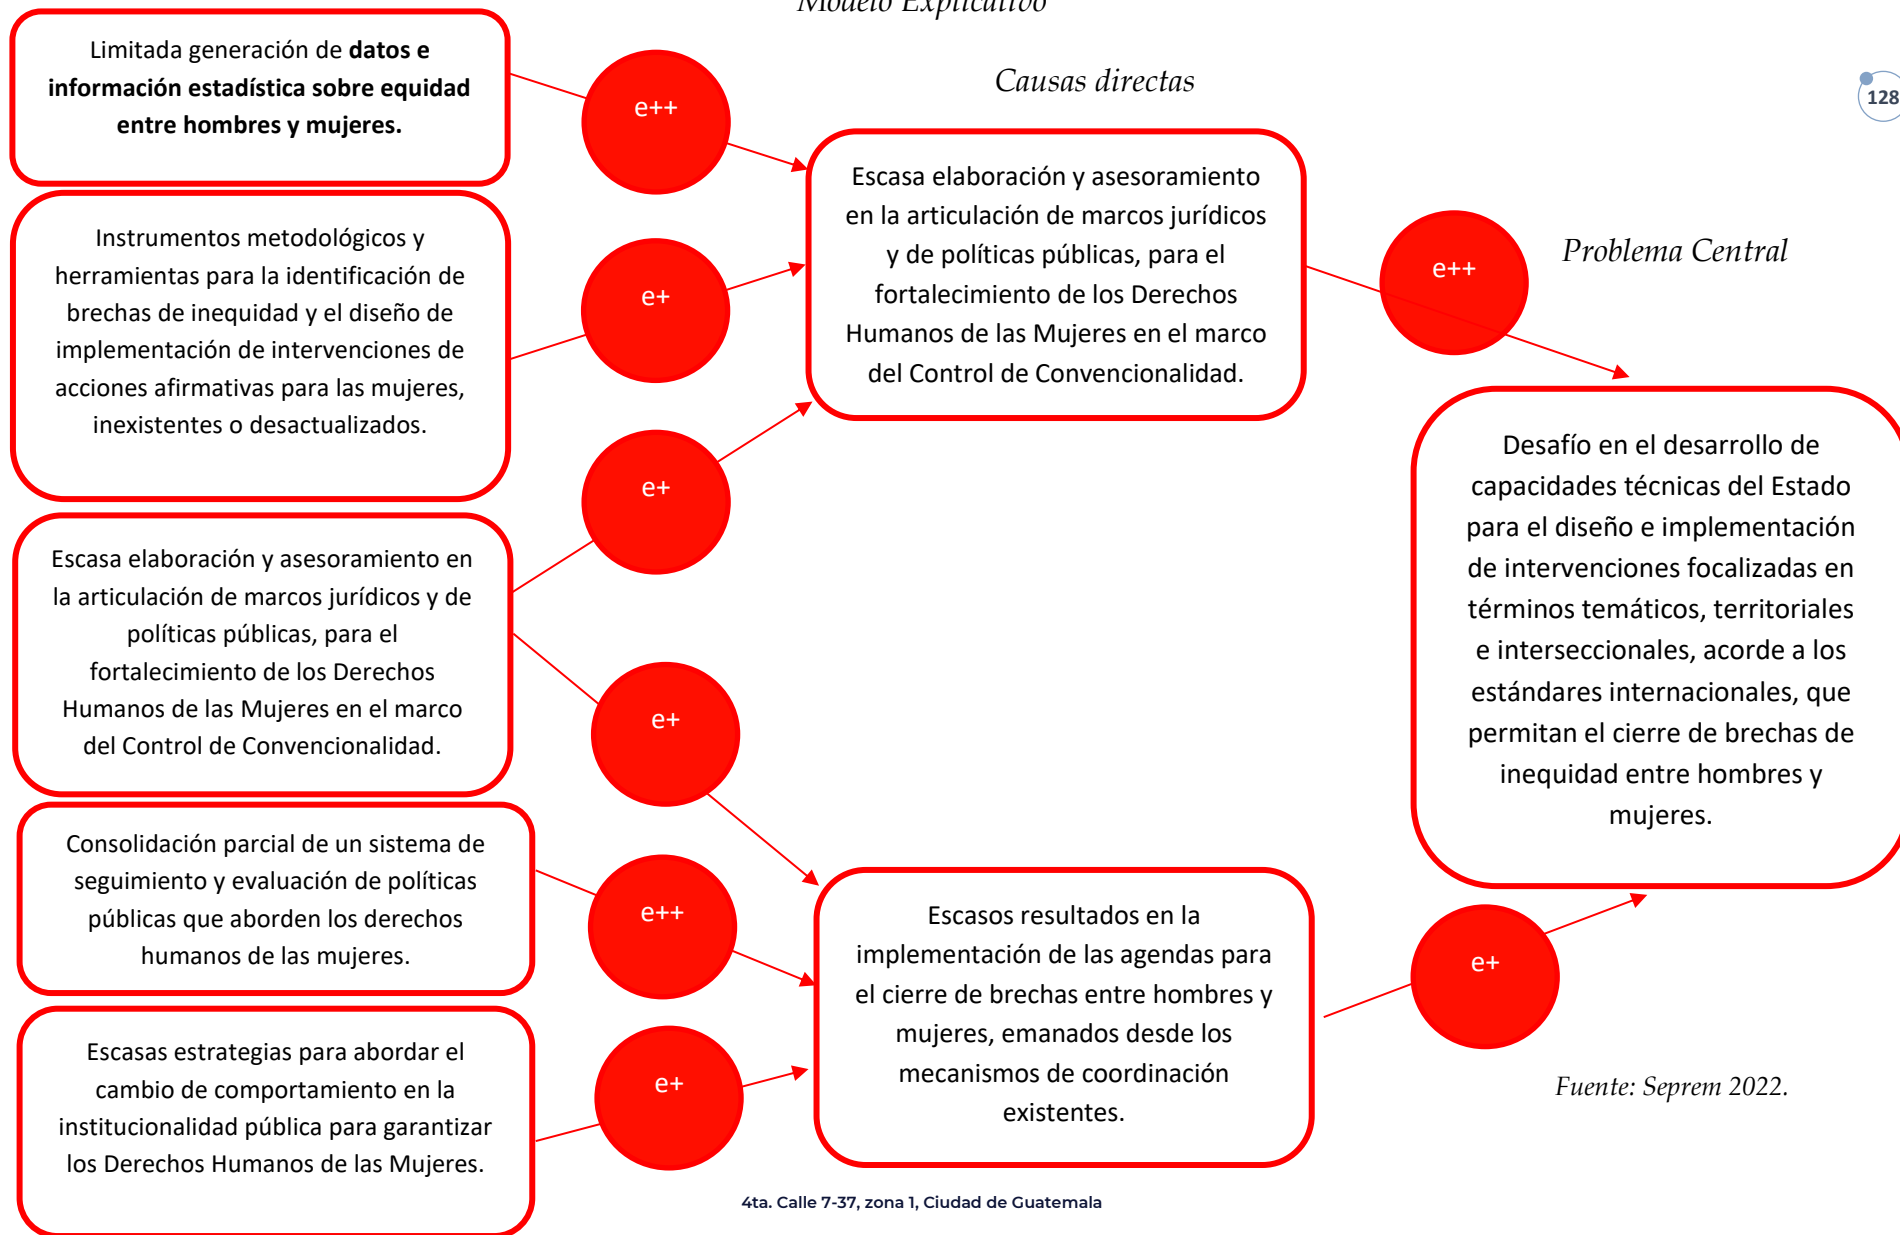 Modelo Explicativo
Causas directas
128
Limitada generación de datos e
información estadística sobre equidad
entre hombres y mujeres.
e++
Instrumentos metodológicos y
herramientas para la identificación de
brechas de inequidad y el diseño de
implementación de intervenciones de
acciones afirmativas para las mujeres,
inexistentes o desactualizados.
e+
Escasa elaboración y asesoramiento en
la articulación de marcos jurídicos y de
políticas públicas, para el
fortalecimiento de los Derechos
Humanos de las Mujeres en el marco
del Control de Convencionalidad.
e+
e+
Consolidación parcial de un sistema de
seguimiento y evaluación de políticas
públicas que aborden los derechos
humanos de las mujeres.
e++
Escasas estrategias para abordar el
cambio de comportamiento en la
institucionalidad pública para garantizar
los Derechos Humanos de las Mujeres.
e+
Escasa elaboración y asesoramiento
en la articulación de marcos jurídicos
y de políticas públicas, para el
fortalecimiento de los Derechos
Humanos de las Mujeres en el marco
del Control de Convencionalidad.
e++
Escasos resultados en la
implementación de las agendas para
el cierre de brechas entre hombres y
mujeres, emanados desde los
mecanismos de coordinación
existentes.
e+
Problema Central
Desafío en el desarrollo de
capacidades técnicas del Estado
para el diseño e implementación
de intervenciones focalizadas en
términos temáticos, territoriales
e interseccionales, acorde a los
estándares internacionales, que
permitan el cierre de brechas de
inequidad entre hombres y
mujeres.
Fuente: Seprem 2022.
4ta. Calle 7-37, zona 1, Ciudad de Guatemala